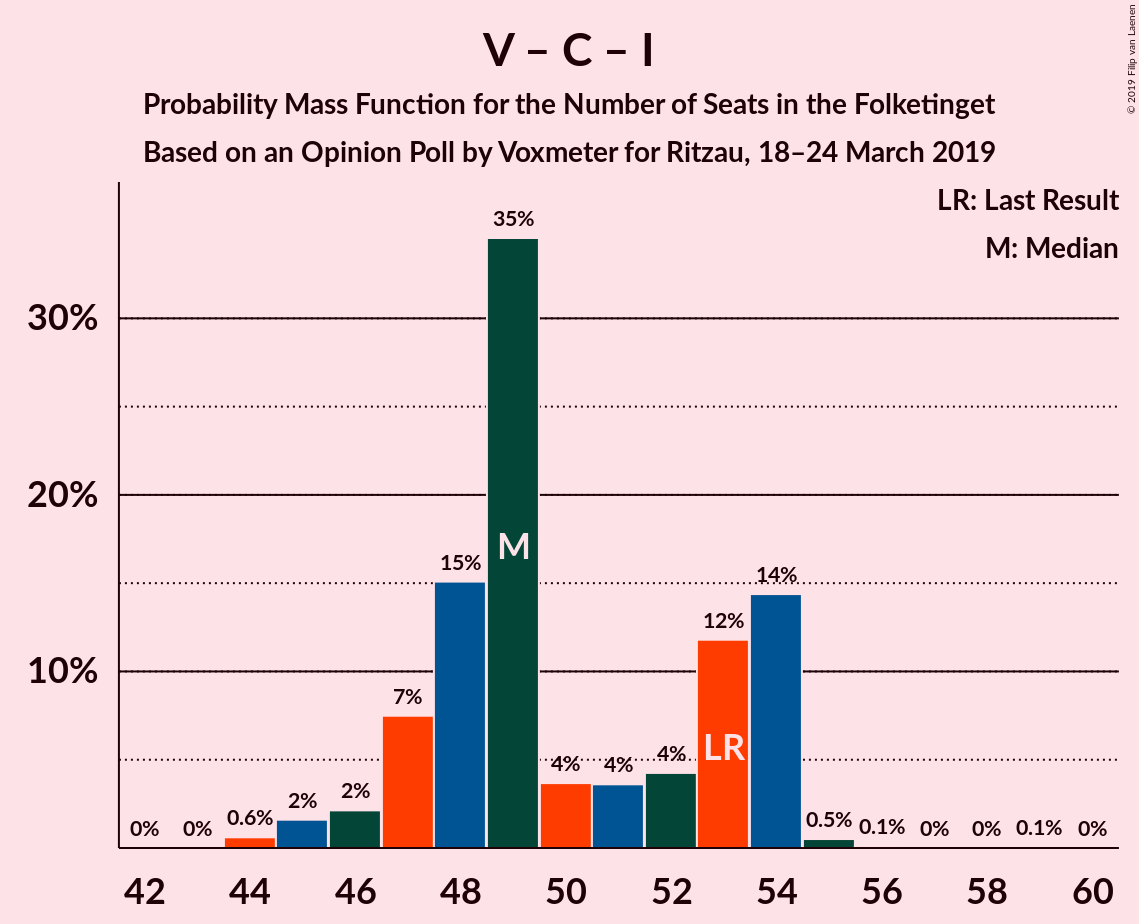 V – C – I
Probability Mass Function for the Number of Seats in the Folketinget
Based on an Opinion Poll by Voxmeter for Ritzau, 18–24 March 2019
© 2019 Filip van Laenen
LR: Last Result
M: Median
30%
20%
10%
0%
0%
0.6%
2%
2%
7%
15%
35%
4%
4%
4%
12%
14%
0.5%
0.1%
0%
0%
0.1%
0%
M
LR
42 44 46 48 50 52 54 56 58 60